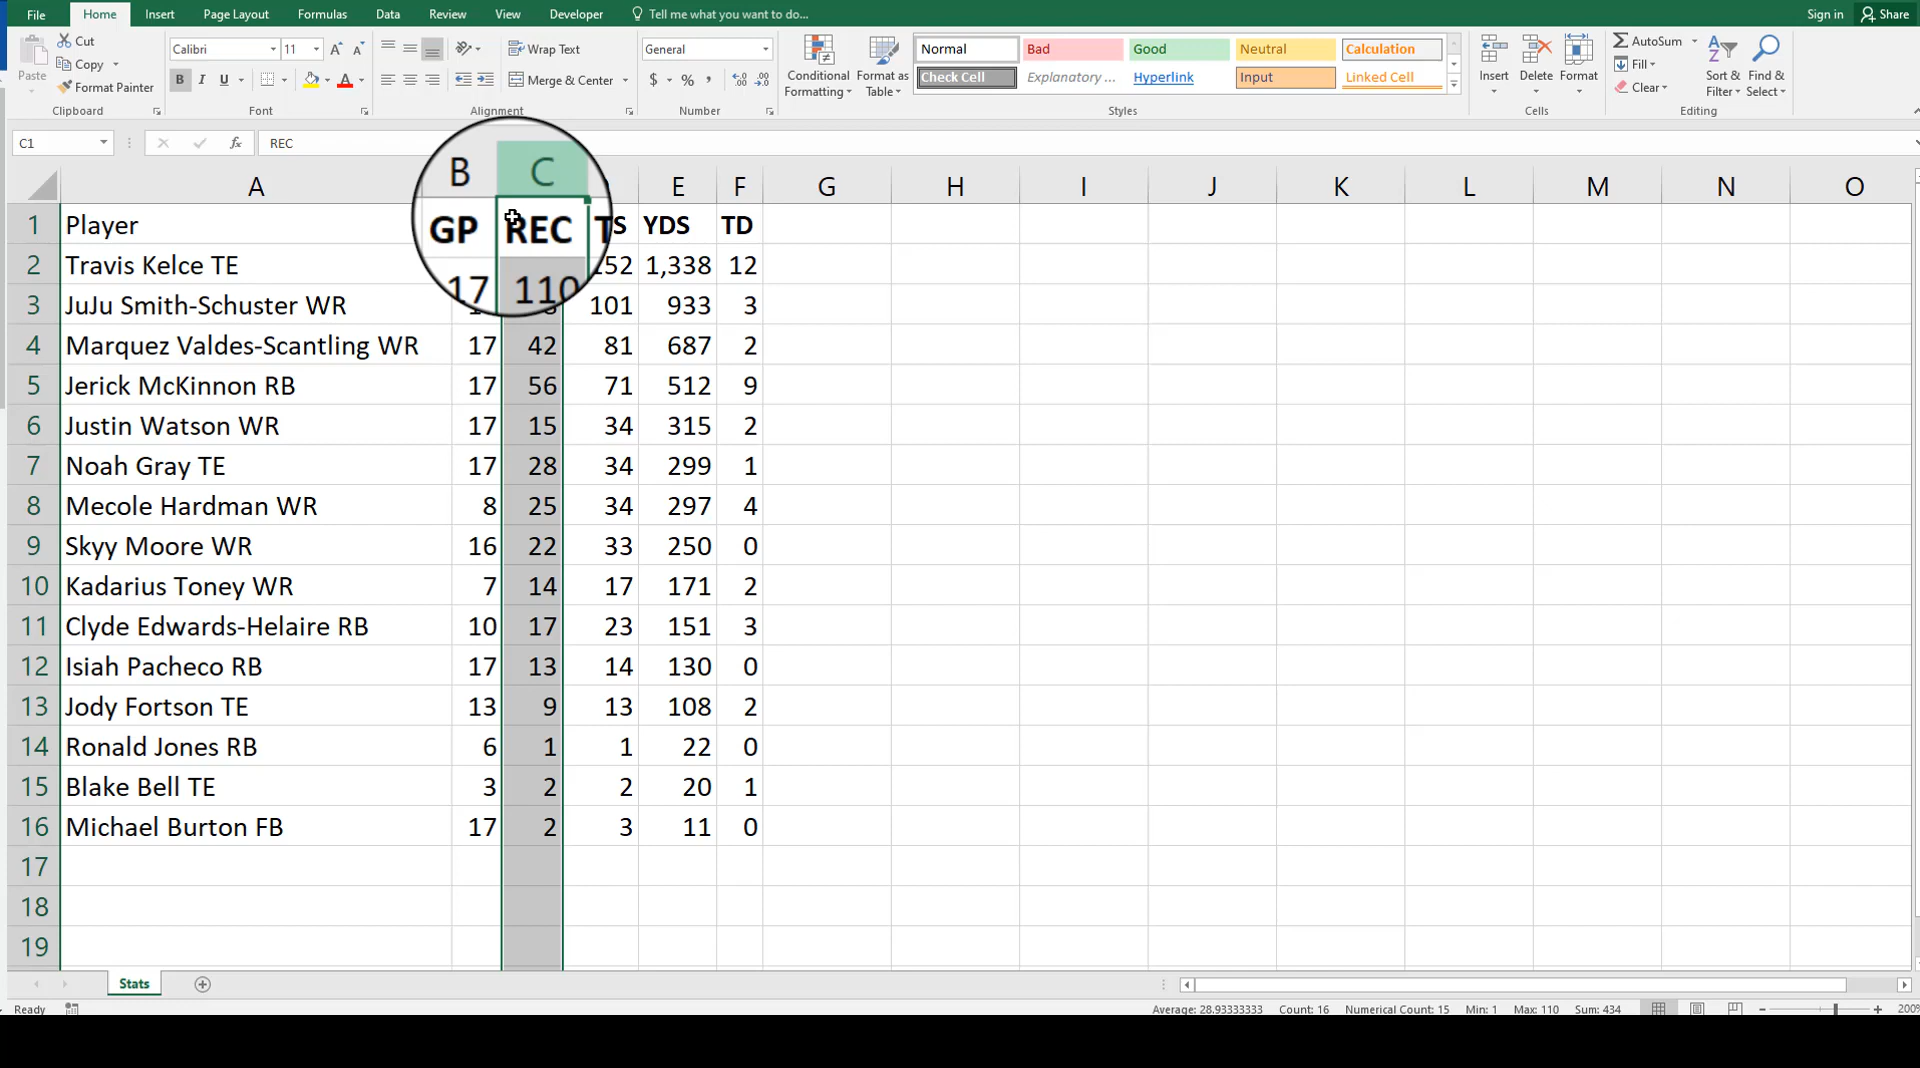 File Home Insert Page Layout Formulas Data Review View Developer Tell me what you want to do... Sign in Share
Paste Cut Copy Format Painter Clipboard
Calibri 11 A A B I U A Font
Wrap Text Merge & Center Alignment
General $ % , Number
Conditional Formatting Format as Table
Normal Bad Good Neutral Calculation
Check Cell Explanatory ... Hyperlink Input Linked Cell
Styles
Insert Delete Format Cells
AutoSum Fill Clear Sort & Filter Find & Select Editing
C1 fx REC
A B C E F G H I J K L M N O
1 Player GP REC YDS TD
2 Travis Kelce TE 17 110 152 1,338 12
3 JuJu Smith-Schuster WR 101 933 3
4 Marquez Valdes-Scantling WR 17 42 81 687 2
5 Jerick McKinnon RB 17 56 71 512 9
6 Justin Watson WR 17 15 34 315 2
7 Noah Gray TE 17 28 34 299 1
8 Mecole Hardman WR 8 25 34 297 4
9 Skyy Moore WR 16 22 33 250 0
10 Kadarius Toney WR 7 14 17 171 2
11 Clyde Edwards-Helaire RB 10 17 23 151 3
12 Isiah Pacheco RB 17 13 14 130 0
13 Jody Fortson TE 13 9 13 108 2
14 Ronald Jones RB 6 1 1 22 0
15 Blake Bell TE 3 2 2 20 1
16 Michael Burton FB 17 2 3 11 0
17
18
19
Stats
Ready Average: 28.93333333 Count: 16 Numerical Count: 15 Min: 1 Max: 110 Sum: 434 200%